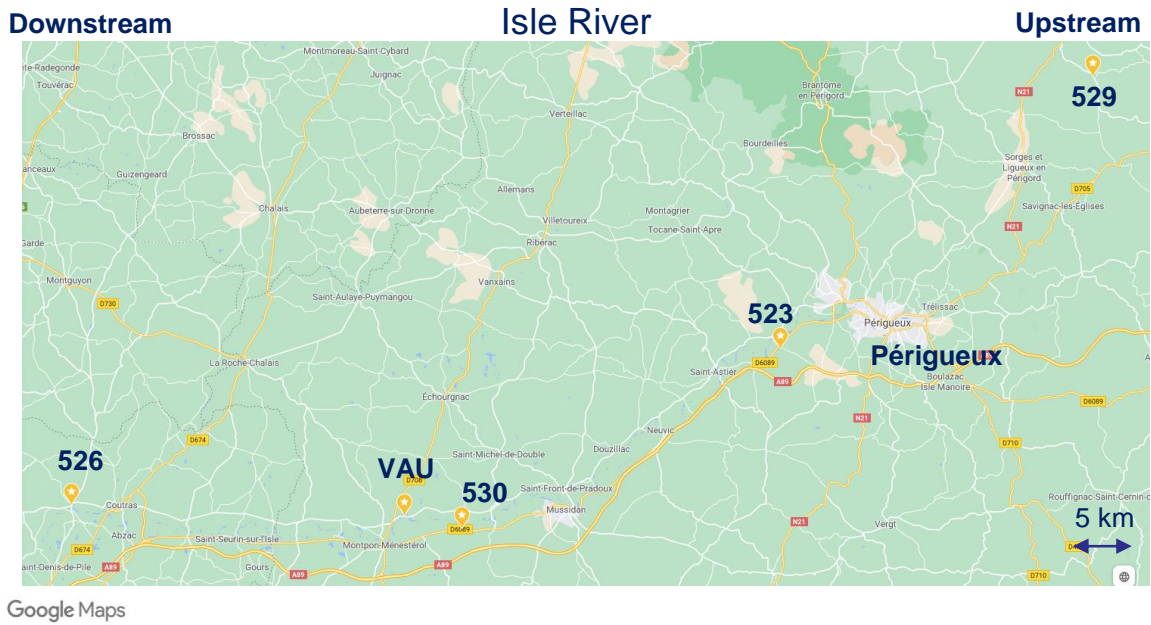 Downstream
Isle River
Upstream
Montmoreau-Saint-Cybard
nte-Radegonde
Touvérac
Juignac
Brantôme
en Périgord
N21
529
Verteillac
Brossac
Bourdeilles
Sorges et
Ligueux en
Périgord
anceaux
Guizengeard
Allemans
D705
Chalais
Aubeterre-sur-Dronne
Montagrier
Savignac-les-Églises
Villetoureix
Tocane-Saint-Apre
N21
Garde
Ribérac
Montguyon
Vanxains
Saint-Aulaye-Puymangou
D730
523
Trélissac
Périgueux
Périgueux
La Roche-Chalais
D6089
Saint-Astier
A89
Boulazac
Isle Manoire
Échourgnac
N21
D6089
Neuvic
D674
Douzillac
D710
526
VAU
Saint-Michel-de-Double
D708
530
Saint-Front-de-Pradoux
Coutras
Mussidan
Rouffignac-Saint-Cernin-d
5 km
N21
Vergt
D6089
Abzac
Saint-Seurin-sur-l'Isle
Montpon-Ménestérol
D674
A89
Gours
A89
A89
aint-Denis-de-Pile
D710
Google Maps